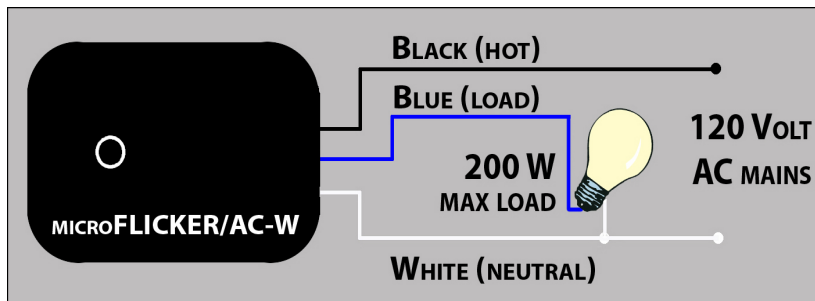 BLACK (HOT)
BLUE (LOAD)
200 W
MAX LOAD
120 VOLT
AC MAINS
MICROFLICKER/AC-W
WHITE (NEUTRAL)